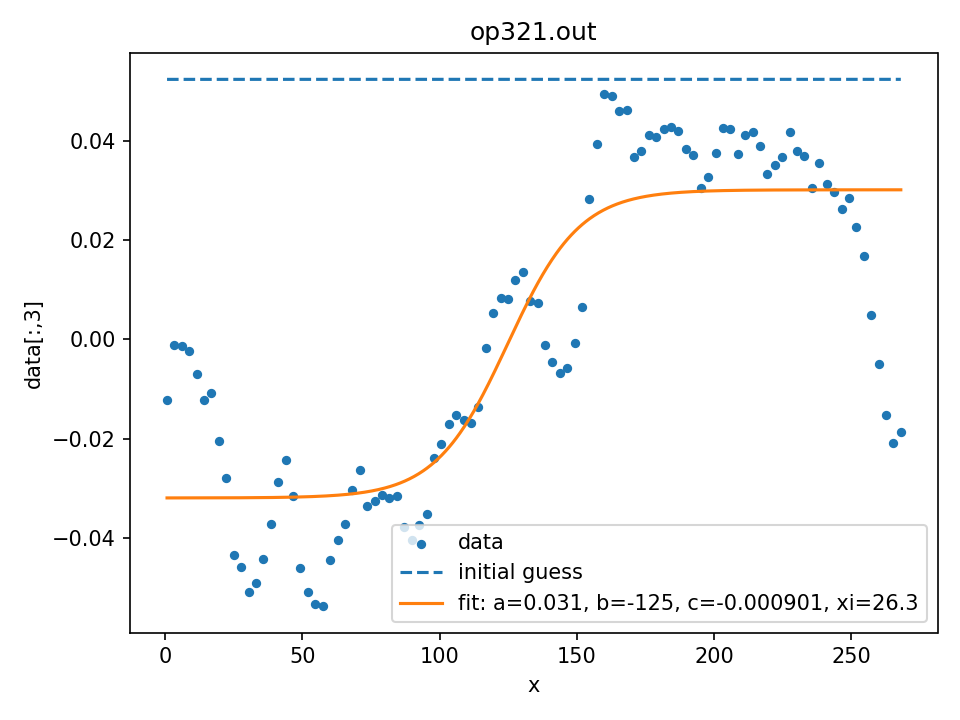 op321.out
data[:,3]
0.04
0.02
0.00
−0.02
−0.04
data
initial guess
fit: a=0.031, b=-125, c=-0.000901, xi=26.3
0 50 100 150 200 250
x